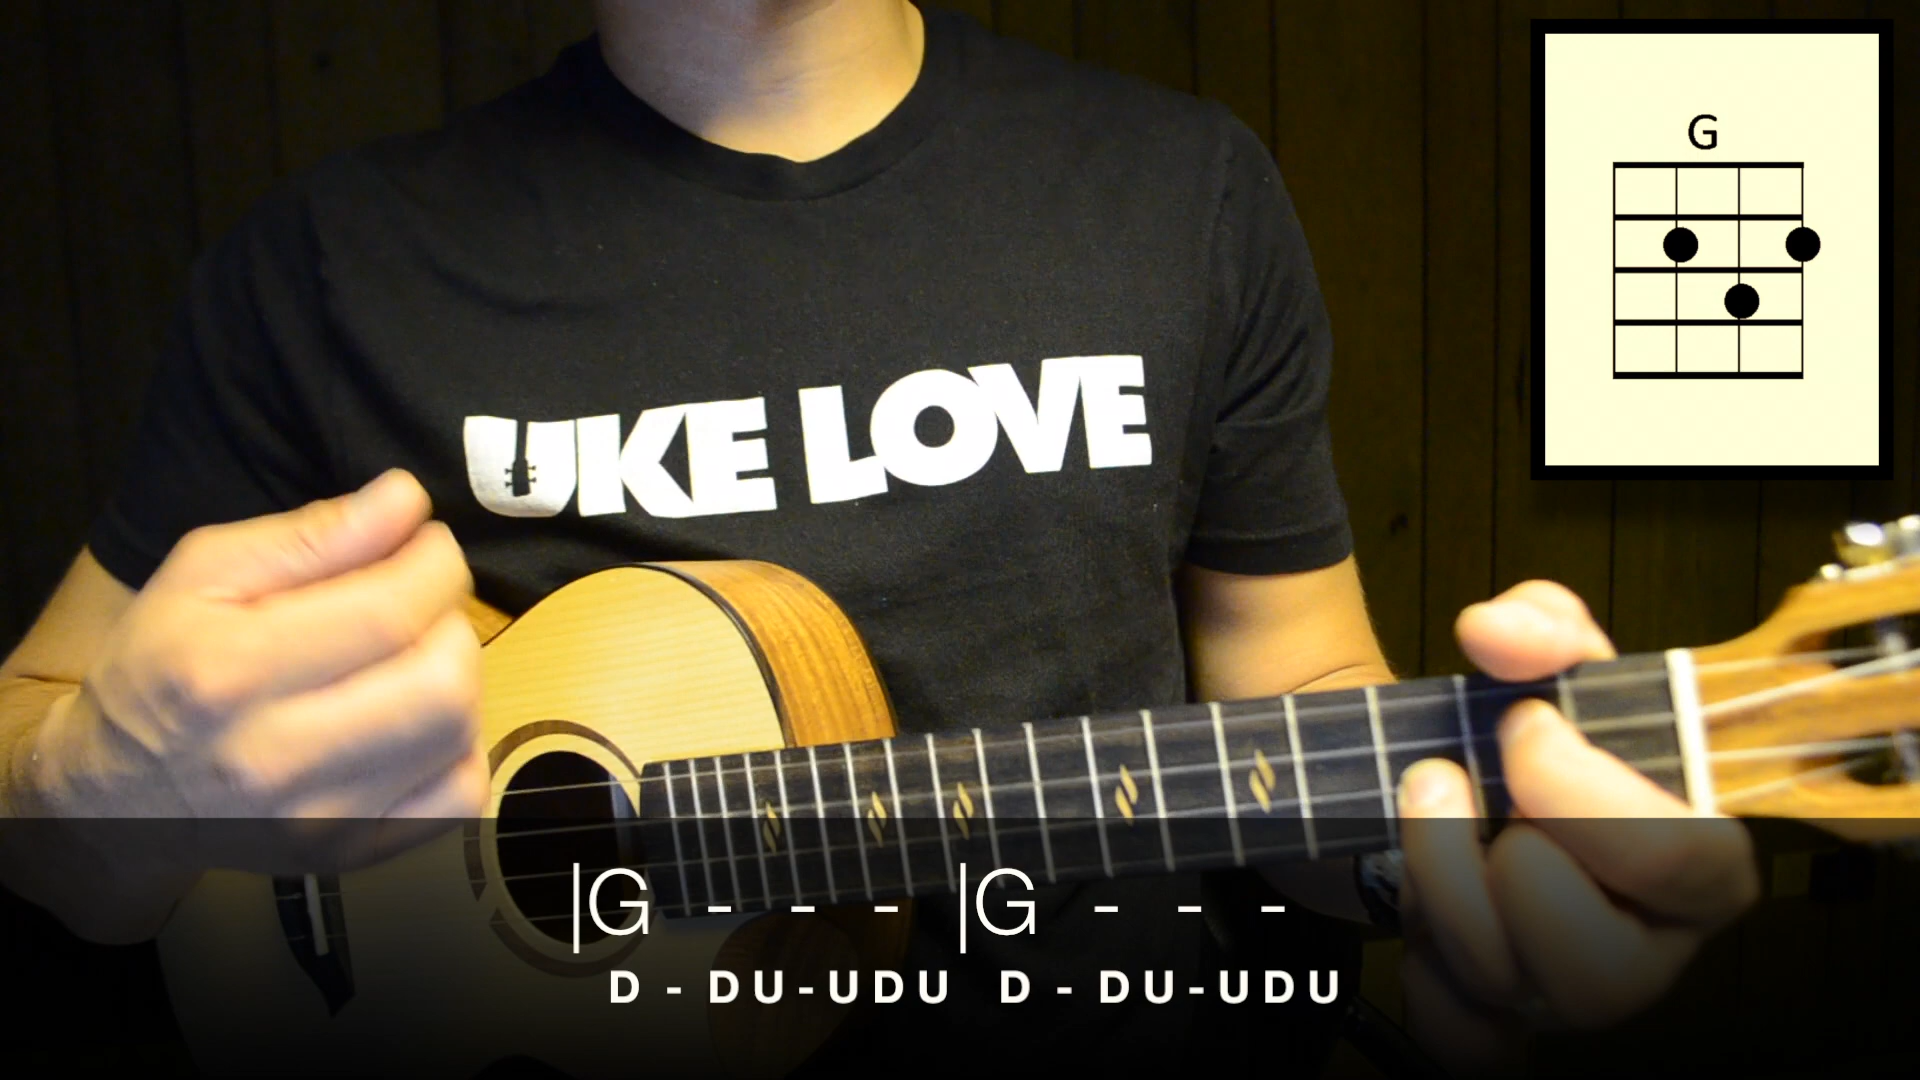 G
UKE LOVE
|G - - - |G - - -
D - DU-UDU D - DU-UDU